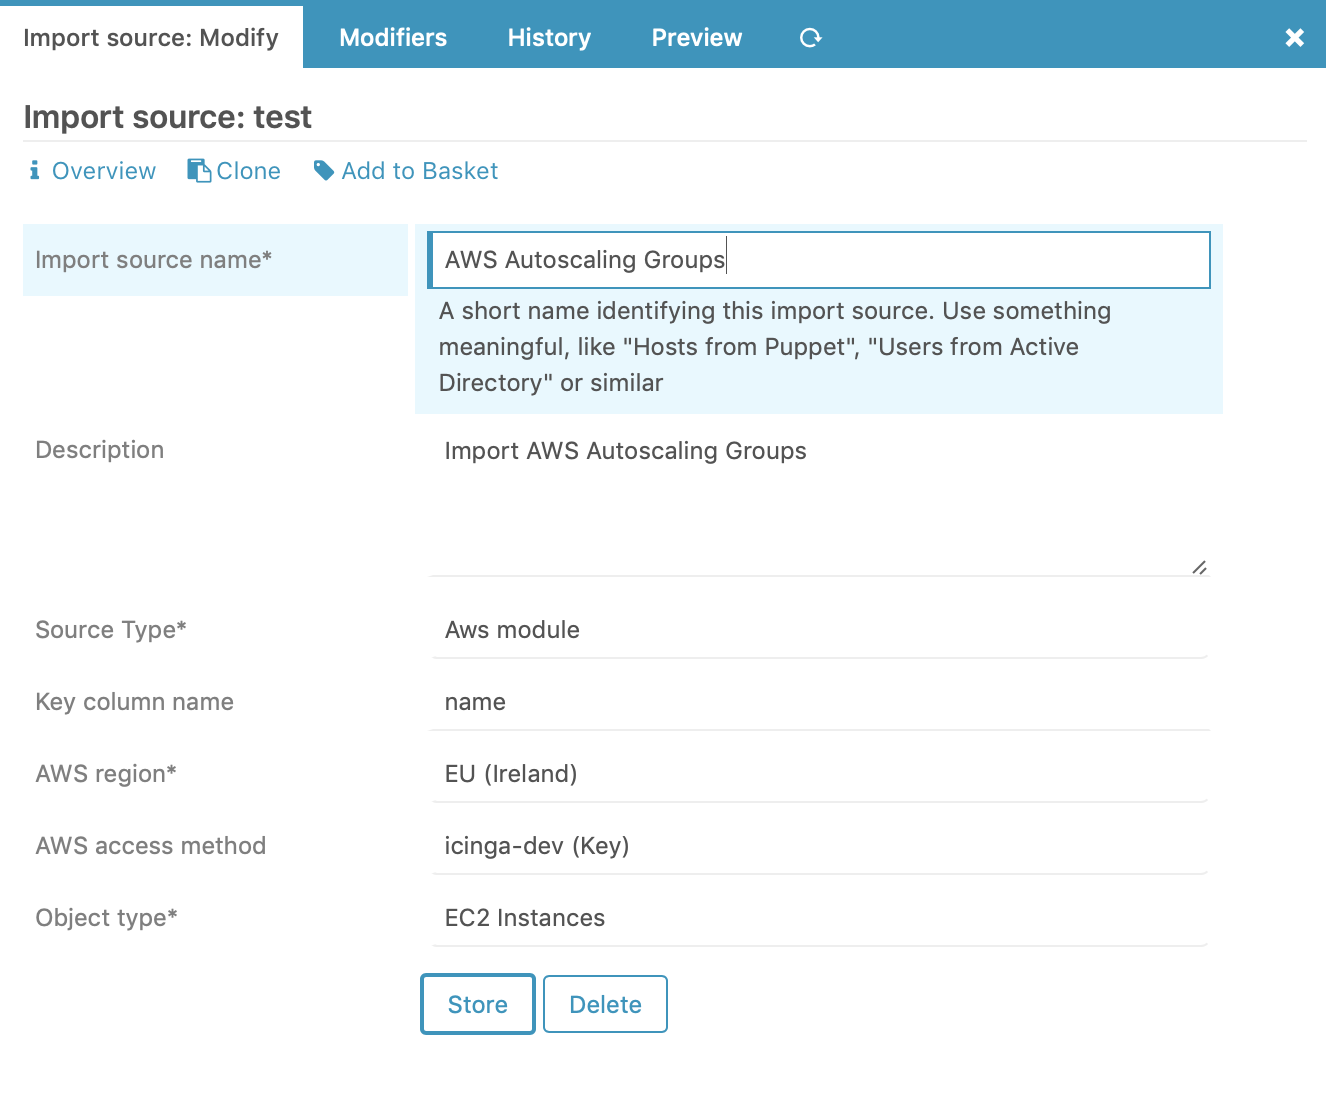 Import source: Modify Modifiers History Preview
Import source: test
Overview Clone Add to Basket
Import source name* AWS Autoscaling Groups
A short name identifying this import source. Use something
meaningful, like "Hosts from Puppet", "Users from Active
Directory" or similar
Description Import AWS Autoscaling Groups
Source Type* Aws module
Key column name name
AWS region* EU (Ireland)
AWS access method icinga-dev (Key)
Object type* EC2 Instances
Store Delete